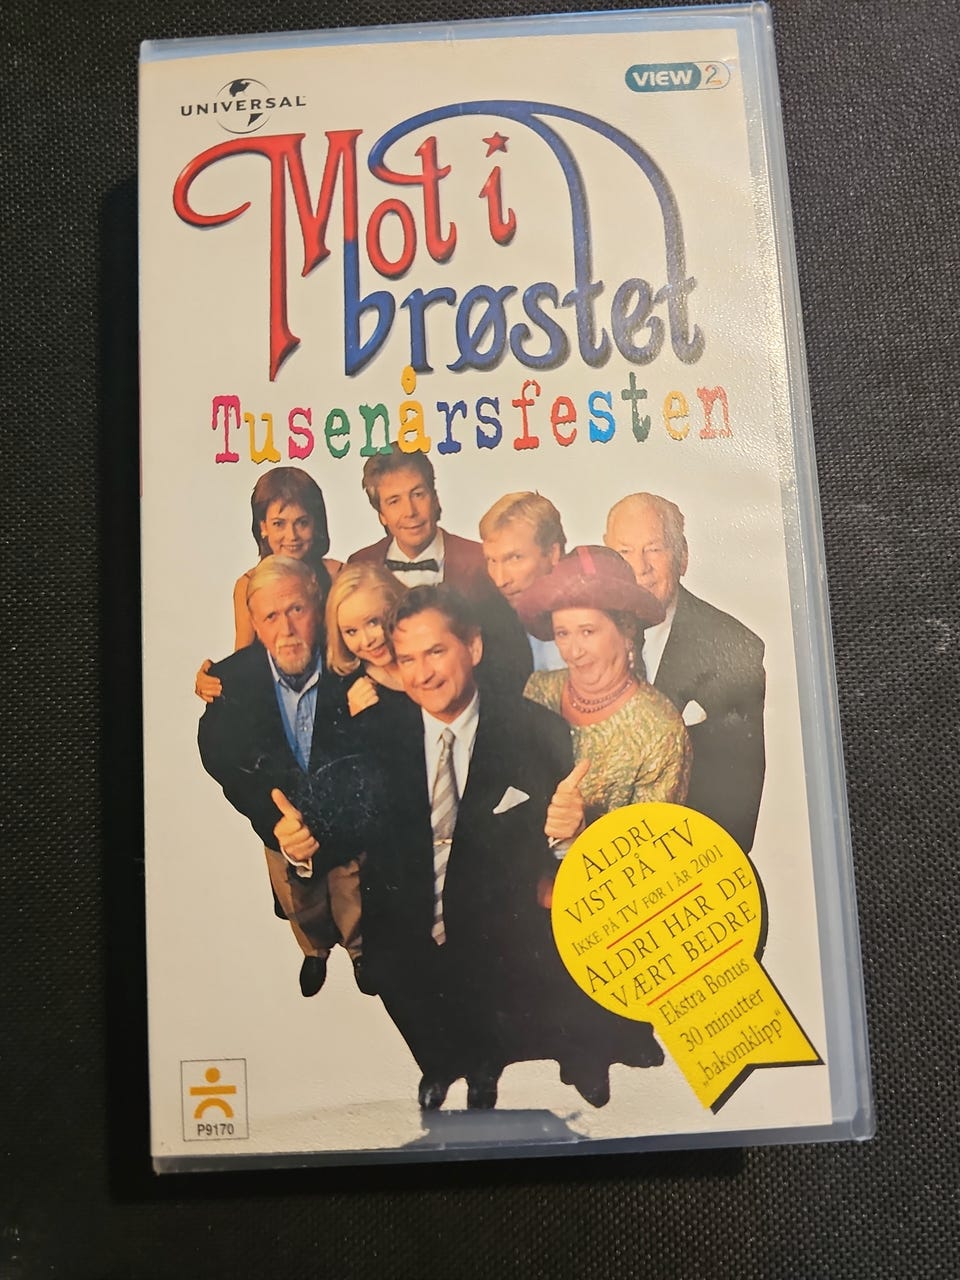 UNIVERSAL
VIEW 2
Mot i
brøstet
Tusenårsfesten
ALDRI
VIST PÅ TV
IKKE PÅ TV FØR I ÅR 2001
ALDRI HAR DE
VÆRT BEDRE
Ekstra Bonus
30 minutter
„bakomklipp"
P9170